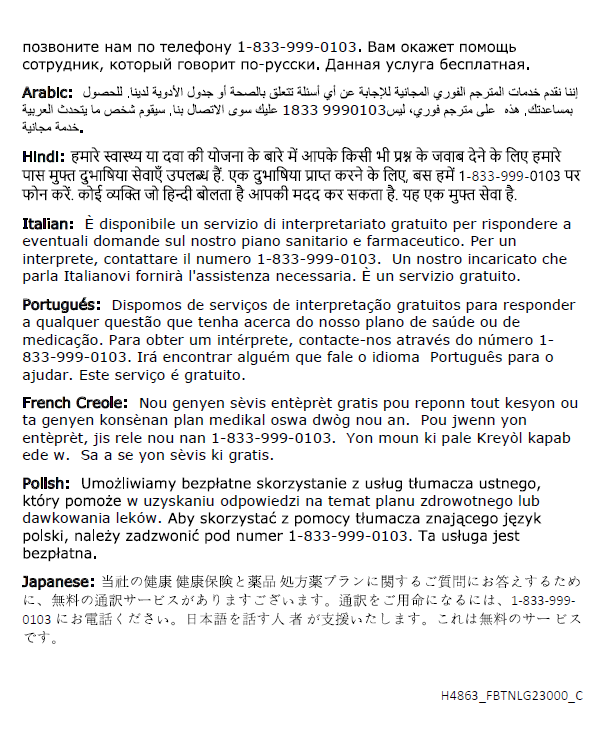 позвоните нам по телефону 1-833-999-0103. Вам окажет помощь
сотрудник, который говорит по-русски. Данная услуга бесплатная.
Arabic: إننا نقدم خدمات المترجم الفوري المجانية للإجابة عن أي أسئلة تتعلق بالصحة أو جدول الأدوية لدينا. للحصول
على مترجم فوري، ليس1833 9990103 عليك سوى الاتصال بنا. سيقوم شخص ما يتحدث العربية بمساعدتك. هذه
خدمة مجانية.
Hindi: हमारे स्वास्थ्य या दवा की योजना के बारे में आपके किसी भी प्रश्न के जवाब देने के लिए हमारे
पास मुफ्त दुभाषिया सेवाएँ उपलब्ध हैं. एक दुभाषिया प्राप्त करने के लिए, बस हमें 1-833-999-0103 पर
फोन करें. कोई व्यक्ति जो हिन्दी बोलता है आपकी मदद कर सकता है. यह एक मुफ्त सेवा है.
Italian: È disponibile un servizio di interpretariato gratuito per rispondere a
eventuali domande sul nostro piano sanitario e farmaceutico. Per un
interprete, contattare il numero 1-833-999-0103. Un nostro incaricato che
parla Italianovi fornirà l'assistenza necessaria. È un servizio gratuito.
Portugués: Dispomos de serviços de interpretação gratuitos para responder
a qualquer questão que tenha acerca do nosso plano de saúde ou de
medicação. Para obter um intérprete, contacte-nos através do número 1-
833-999-0103. Irá encontrar alguém que fale o idioma Português para o
ajudar. Este serviço é gratuito.
French Creole: Nou genyen sèvis entèprèt gratis pou reponn tout kesyon ou
ta genyen konsènan plan medikal oswa dwòg nou an. Pou jwenn yon
entèprèt, jis rele nou nan 1-833-999-0103. Yon moun ki pale Kreyòl kapab
ede w. Sa a se yon sèvis ki gratis.
Polish: Umożliwiamy bezpłatne skorzystanie z usług tłumacza ustnego,
który pomoże w uzyskaniu odpowiedzi na temat planu zdrowotnego lub
dawkowania leków. Aby skorzystać z pomocy tłumacza znającego język
polski, należy zadzwonić pod numer 1-833-999-0103. Ta usługa jest
bezpłatna.
Japanese: 当社の健康 健康保険と薬品 処方薬プランに関するご質問にお答えするため
に、無料の通訳サービスがありますございます。通訳をご用命になるには、1-833-999-
0103 にお電話ください。日本語を話す人 者 が支援いたします。これは無料のサー ビス
です。
H4863_FBTNLG23000_C